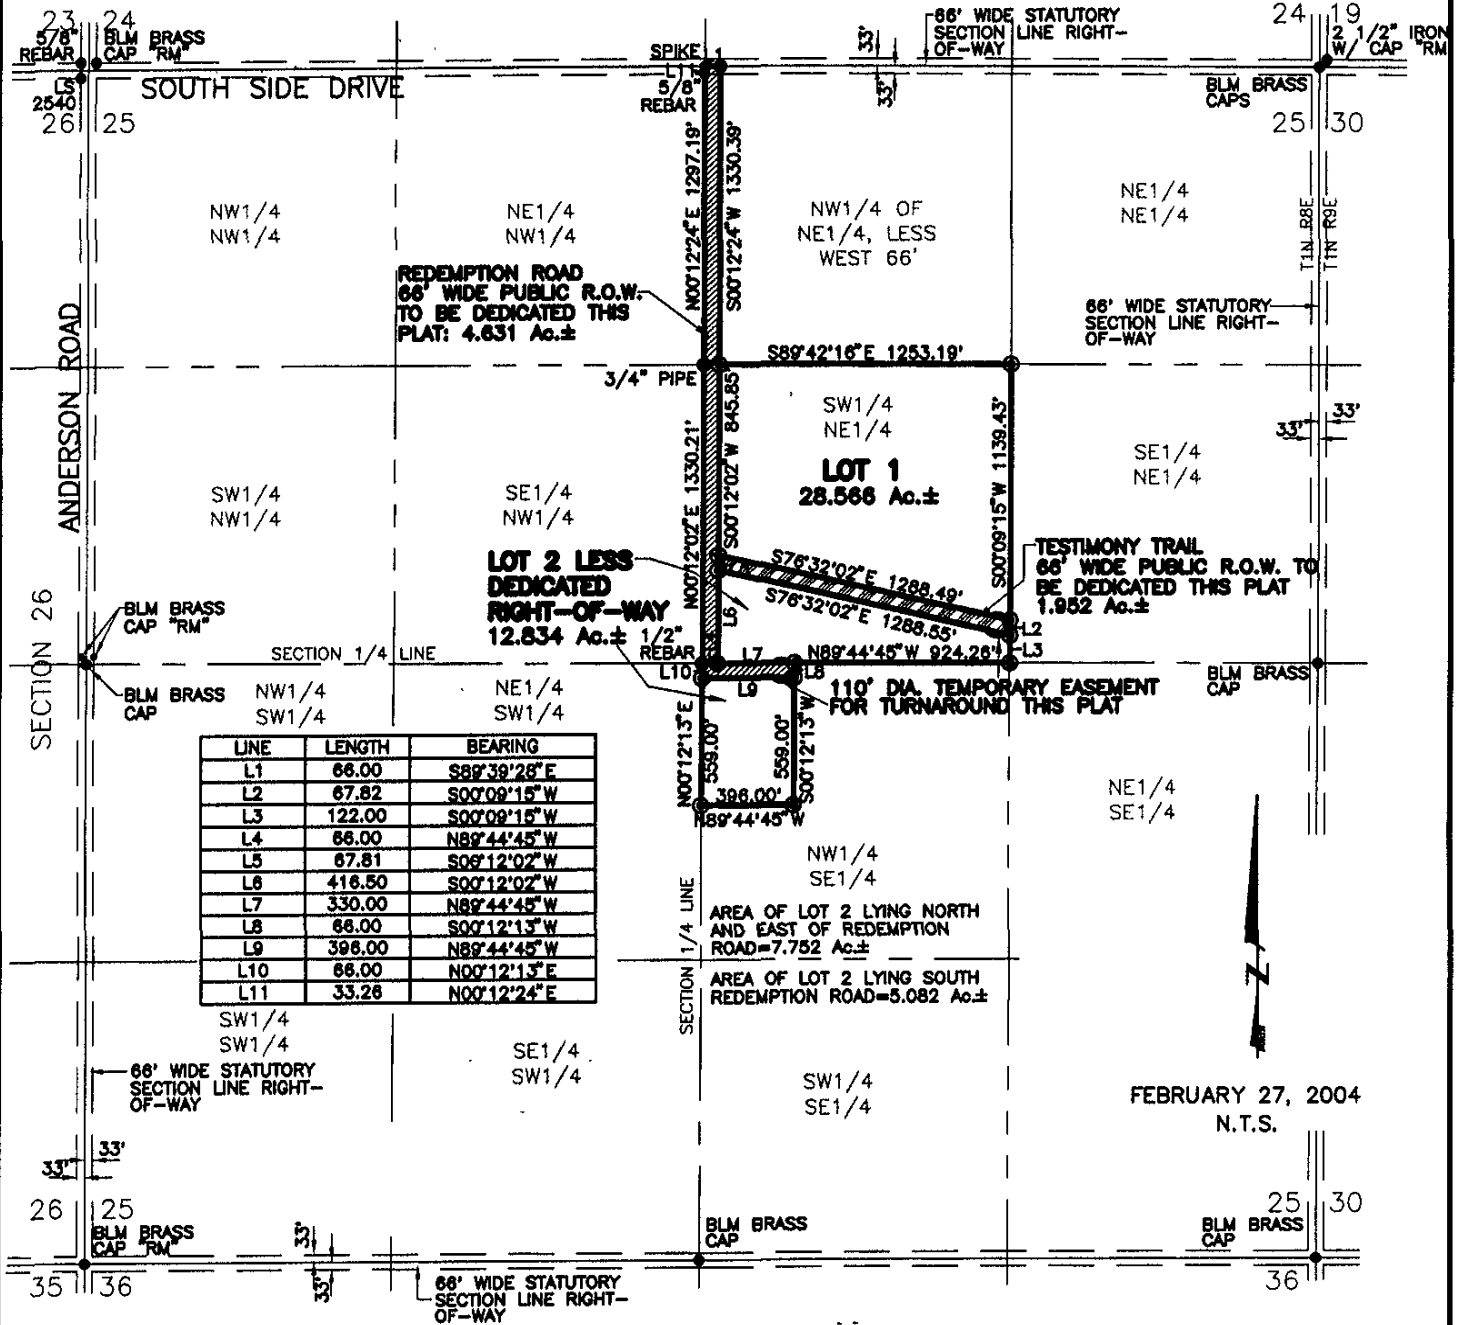 23 24
5/8"
REBAR
BLM BRASS
CAP "RM"
LS
2540
26 25
SOUTH SIDE DRIVE
SPIKE
L11
5/8"
REBAR
33'
33'
66' WIDE STATUTORY
SECTION LINE RIGHT-
OF-WAY
24 19
2 1/2" IRON
W/ CAP "RM
BLM BRASS
CAPS
25 30
NW1/4
NW1/4
NE1/4
NW1/4
N00°12'24"E 1297.19'
S00°12'24"W 1330.39'
NW1/4 OF
NE1/4, LESS
WEST 66'
NE1/4
NE1/4
T1N R8E
T1N R9E
REDEMPTION ROAD
66' WIDE PUBLIC R.O.W.
TO BE DEDICATED THIS
PLAT: 4.631 Ac.±
66' WIDE STATUTORY
SECTION LINE RIGHT-
OF-WAY
ANDERSON ROAD
S89°42'16"E 1253.19'
3/4" PIPE
SW1/4
NE1/4
LOT 1
28.566 Ac.±
33'
33'
SE1/4
NE1/4
SW1/4
NW1/4
SE1/4
NW1/4
N00°12'02"E 1330.21'
S00°12'02"W 845.85'
S00°09'15"W 1139.43'
LOT 2 LESS
DEDICATED
RIGHT-OF-WAY
12.834 Ac.±
S76°32'02"E 1288.49'
S76°32'02"E 1288.55'
TESTIMONY TRAIL
66' WIDE PUBLIC R.O.W. TO
BE DEDICATED THIS PLAT
1.952 Ac.±
SECTION 26
BLM BRASS
CAP "RM"
BLM BRASS
CAP
SECTION 1/4 LINE
1/2"
REBAR
L6
L2
L3
L7
N89°44'45"W 924.26'
L10
L9
L8
BLM BRASS
CAP
110' DIA. TEMPORARY EASEMENT
FOR TURNAROUND THIS PLAT
NW1/4
SW1/4
NE1/4
SW1/4
N00°12'13"E
559.00'
559.00'
S00°12'13"W
396.00'
N89°44'45"W
LINE LENGTH BEARING
L1 66.00 S89°39'28"E
L2 67.82 S00°09'15"W
L3 122.00 S00°09'15"W
L4 66.00 N89°44'45"W
L5 67.81 S00°12'02"W
L6 416.50 S00°12'02"W
L7 330.00 N89°44'45"W
L8 66.00 S00°12'13"W
L9 396.00 N89°44'45"W
L10 66.00 N00°12'13"E
L11 33.26 N00°12'24"E
NE1/4
SE1/4
NW1/4
SE1/4
SECTION 1/4 LINE
AREA OF LOT 2 LYING NORTH
AND EAST OF REDEMPTION
ROAD=7.752 Ac.±
AREA OF LOT 2 LYING SOUTH
REDEMPTION ROAD=5.082 Ac.±
N
SW1/4
SW1/4
SE1/4
SW1/4
SW1/4
SE1/4
66' WIDE STATUTORY
SECTION LINE RIGHT-
OF-WAY
FEBRUARY 27, 2004
N.T.S.
33'
33'
26 25
BLM BRASS
CAP "RM"
35 36
33'
33'
66' WIDE STATUTORY
SECTION LINE RIGHT-
OF-WAY
BLM BRASS
CAP
25 30
BLM BRASS
CAP
36